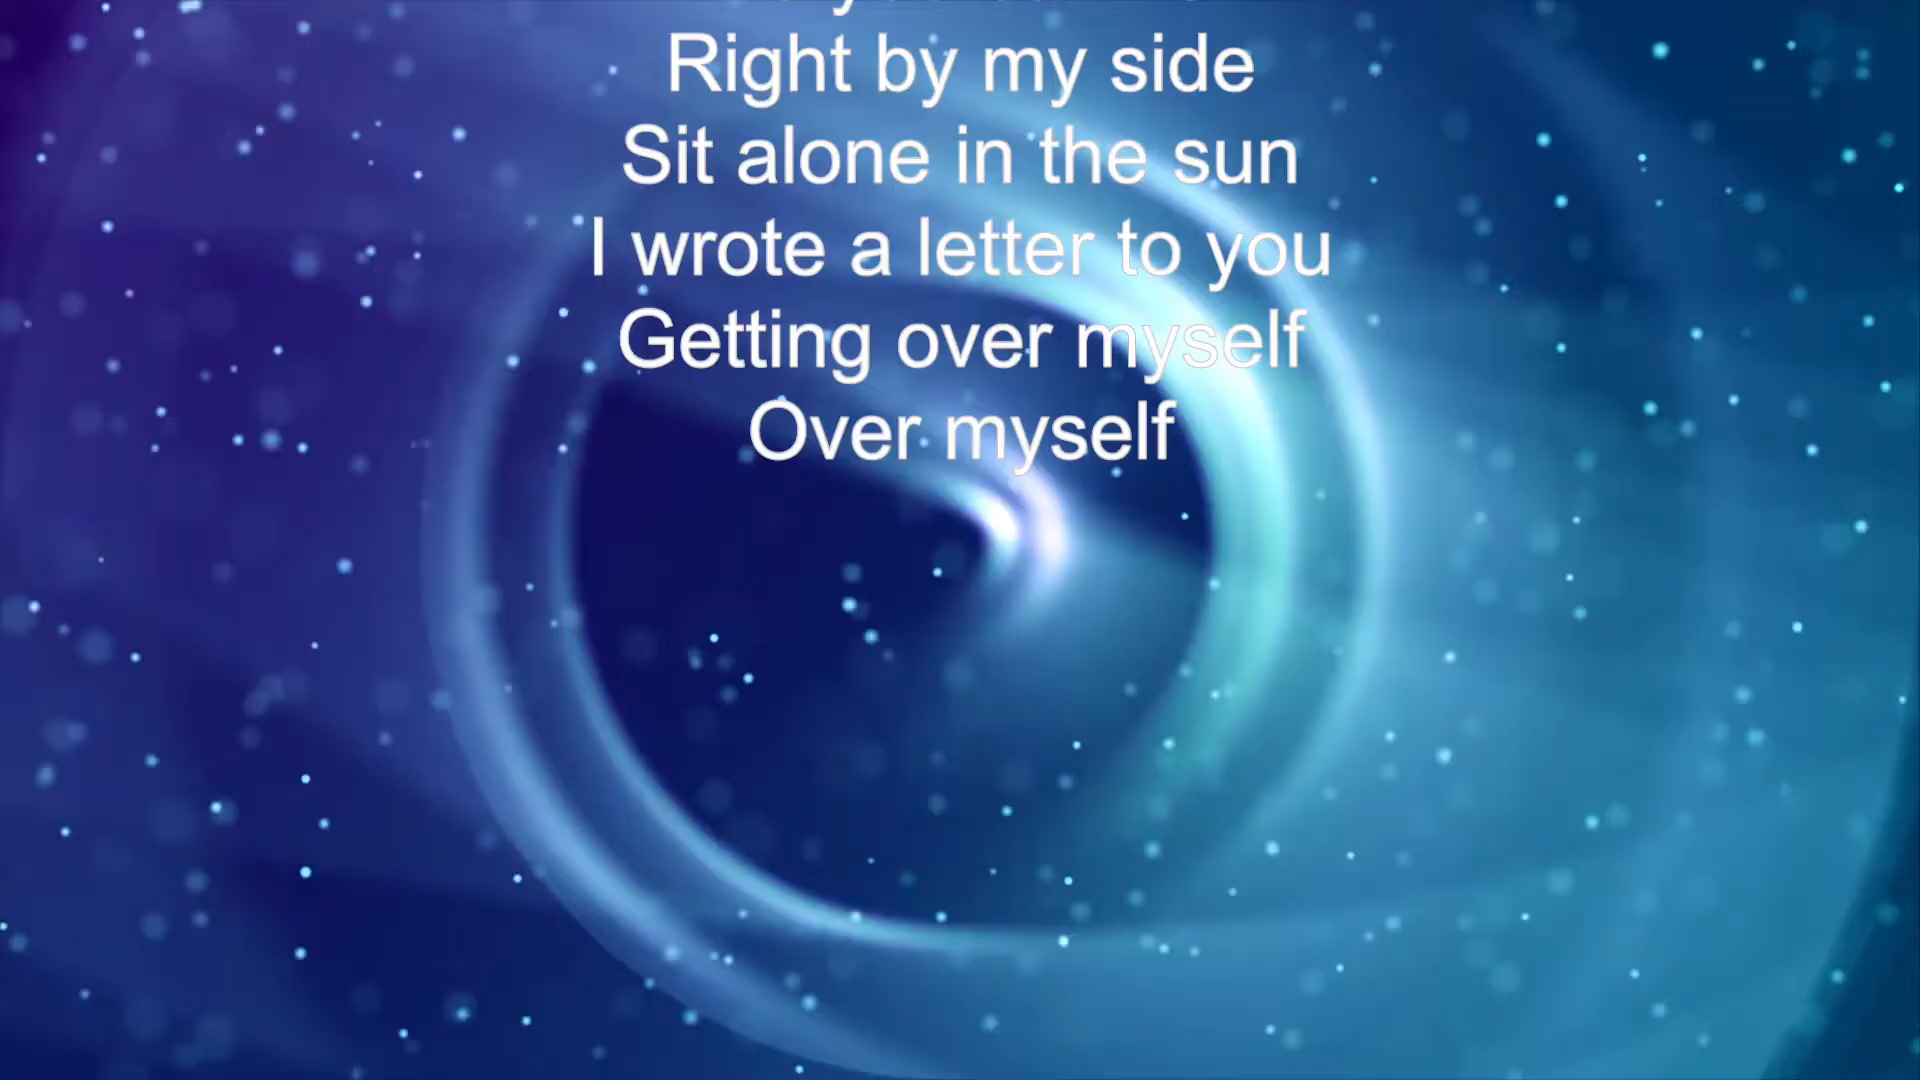 Right by my side
Sit alone in the sun
I wrote a letter to you
Getting over myself
Over myself